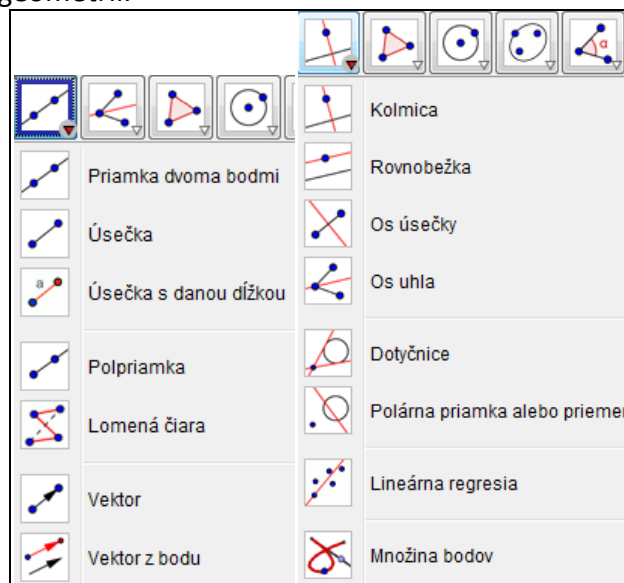 Priamka dvoma bodmi
Úsečka
a
Úsečka s danou dĺžkou
Polpriamka
Lomená čiara
Vektor
Vektor z bodu
α
Kolmica
Rovnobežka
Os úsečky
Os uhla
Dotyčnice
Polárna priamka alebo priemer
Lineárna regresia
Množina bodov